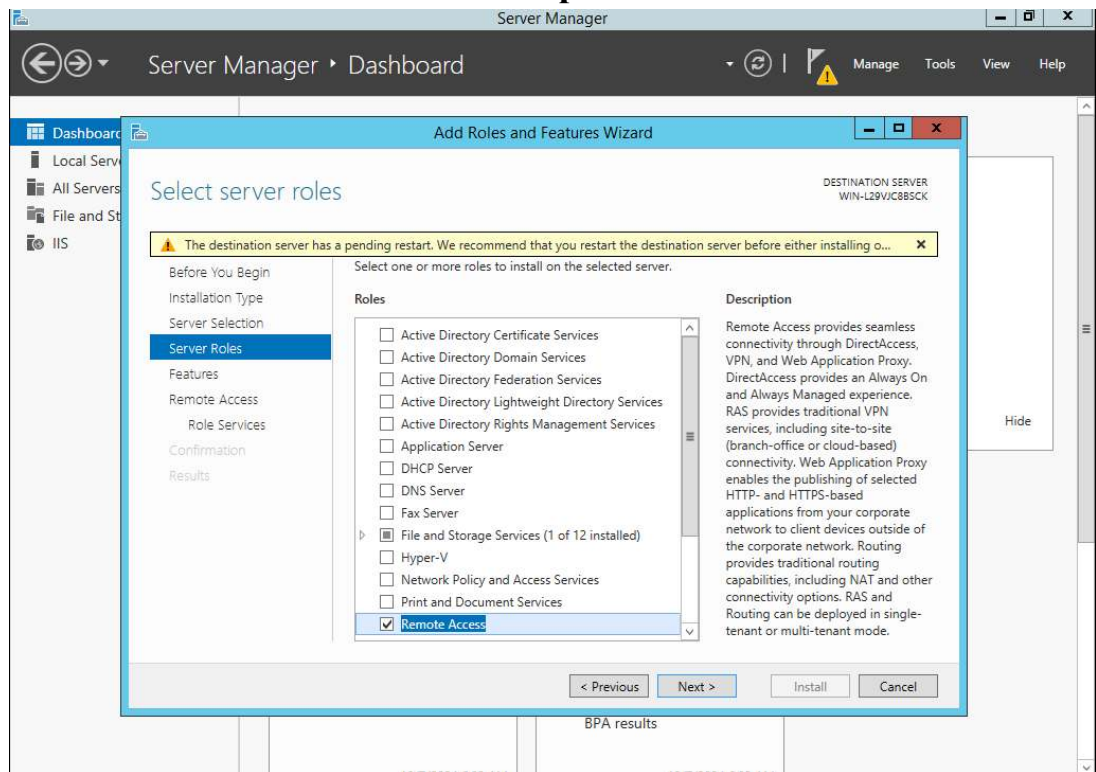 Server Manager
Server Manager • Dashboard
Manage Tools View Help
Dashboard
Local Serve
All Servers
File and St
IIS
Add Roles and Features Wizard
Select server roles
DESTINATION SERVER
WIN-L29VJC8BSCK
The destination server has a pending restart. We recommend that you restart the destination server before either installing o...
Before You Begin
Installation Type
Server Selection
Server Roles
Features
Remote Access
Role Services
Confirmation
Results
Select one or more roles to install on the selected server.
Roles
Active Directory Certificate Services
Active Directory Domain Services
Active Directory Federation Services
Active Directory Lightweight Directory Services
Active Directory Rights Management Services
Application Server
DHCP Server
DNS Server
Fax Server
File and Storage Services (1 of 12 installed)
Hyper-V
Network Policy and Access Services
Print and Document Services
Remote Access
Description
Remote Access provides seamless
connectivity through DirectAccess,
VPN, and Web Application Proxy.
DirectAccess provides an Always On
and Always Managed experience.
RAS provides traditional VPN
services, including site-to-site
(branch-office or cloud-based)
connectivity. Web Application Proxy
enables the publishing of selected
HTTP- and HTTPS-based
applications from your corporate
network to client devices outside of
the corporate network. Routing
provides traditional routing
capabilities, including NAT and other
connectivity options. RAS and
Routing can be deployed in single-
tenant or multi-tenant mode.
Hide
< Previous Next > Install Cancel
BPA results